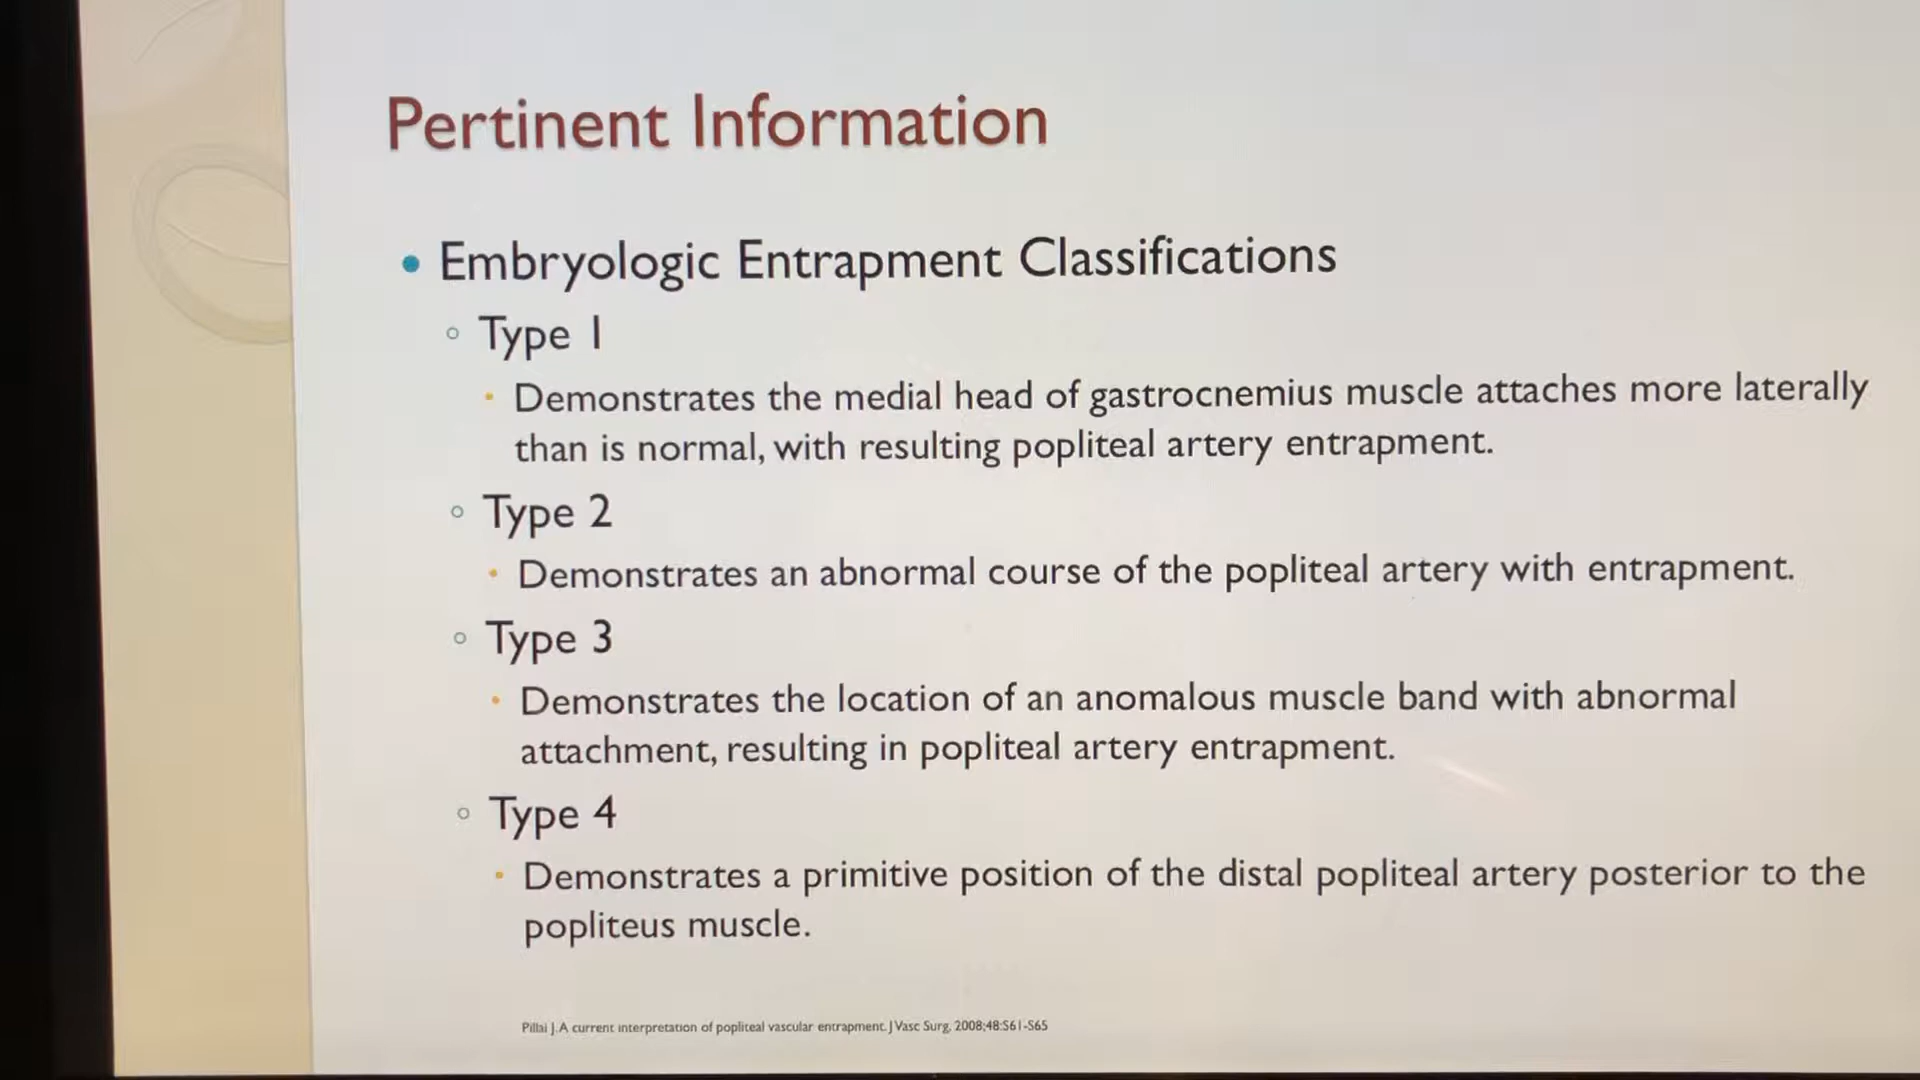 Pertinent Information
• Embryologic Entrapment Classifications
◦ Type 1
• Demonstrates the medial head of gastrocnemius muscle attaches more laterally
than is normal, with resulting popliteal artery entrapment.
◦ Type 2
• Demonstrates an abnormal course of the popliteal artery with entrapment.
◦ Type 3
• Demonstrates the location of an anomalous muscle band with abnormal
attachment, resulting in popliteal artery entrapment.
◦ Type 4
• Demonstrates a primitive position of the distal popliteal artery posterior to the
popliteus muscle.
Pillai J. A current interpretation of popliteal vascular entrapment. J Vasc Surg. 2008;48:S61-S65